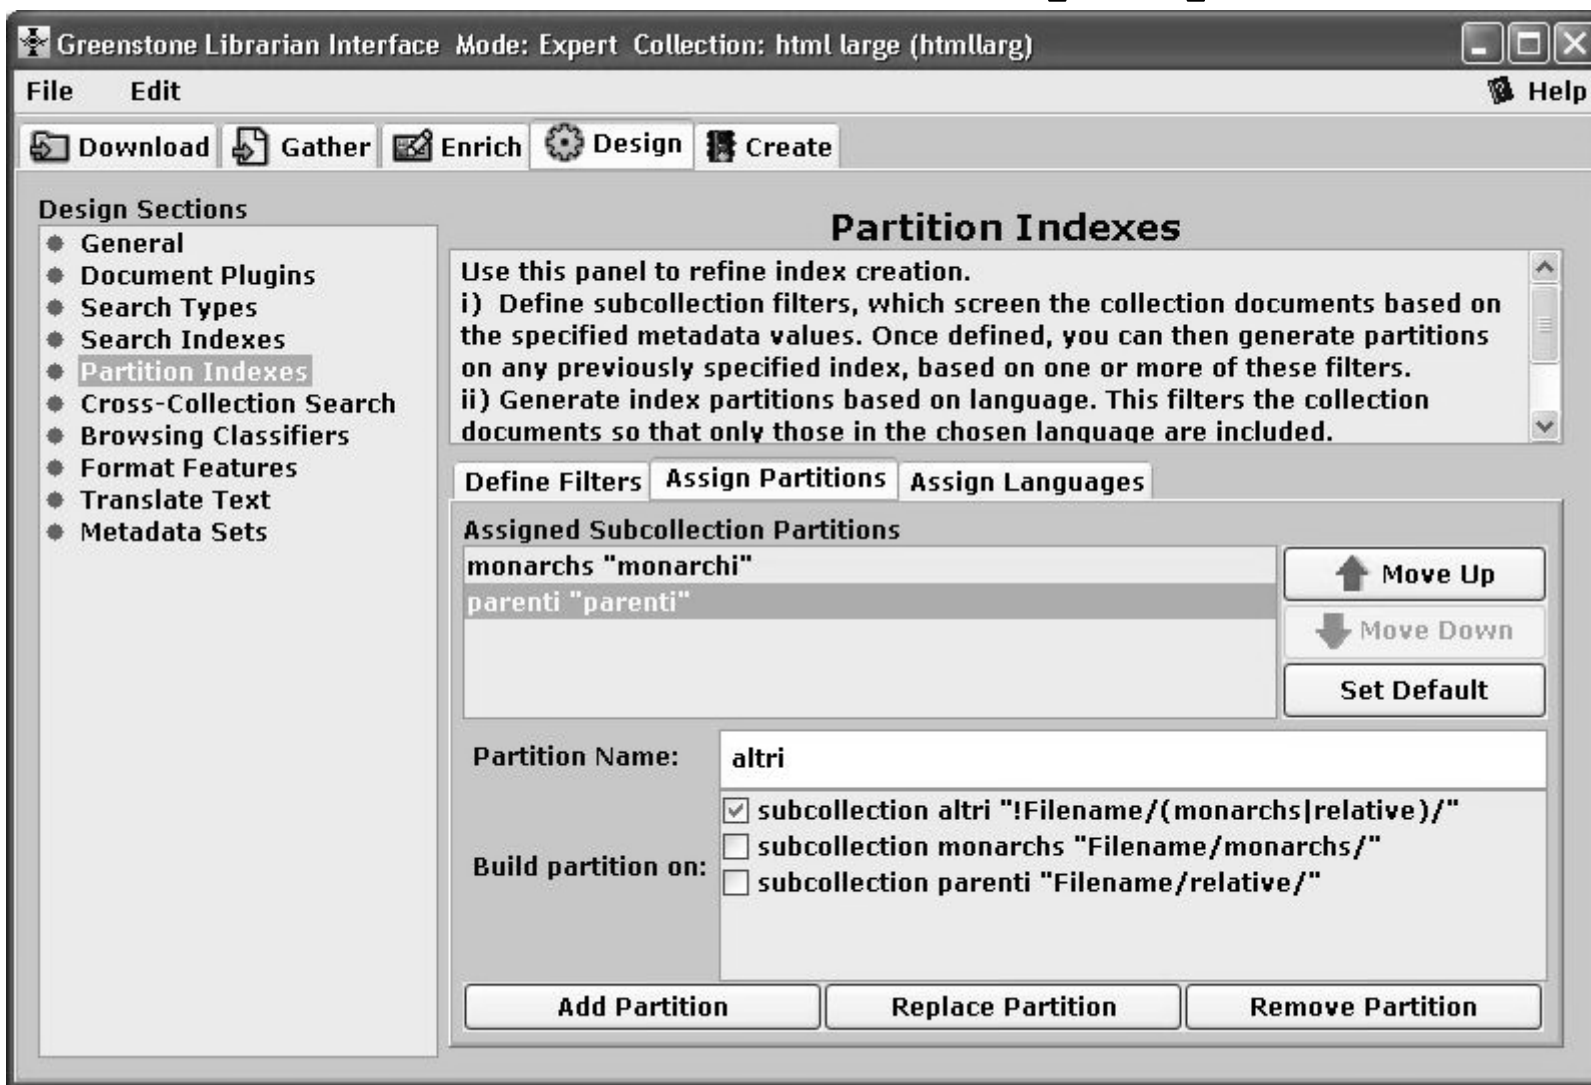 Greenstone Librarian Interface Mode: Expert Collection: html large (htmllarg)
File Edit Help
Download Gather Enrich Design Create
Design Sections
General
Document Plugins
Search Types
Search Indexes
Partition Indexes
Cross-Collection Search
Browsing Classifiers
Format Features
Translate Text
Metadata Sets
Partition Indexes
Use this panel to refine index creation.
i) Define subcollection filters, which screen the collection documents based on
the specified metadata values. Once defined, you can then generate partitions
on any previously specified index, based on one or more of these filters.
ii) Generate index partitions based on language. This filters the collection
documents so that only those in the chosen language are included.
Define Filters Assign Partitions Assign Languages
Assigned Subcollection Partitions
monarchs "monarchi"
parenti "parenti"
Move Up
Move Down
Set Default
Partition Name: altri
Build partition on:
subcollection altri "!Filename/(monarchs|relative)/"
subcollection monarchs "Filename/monarchs/"
subcollection parenti "Filename/relative/"
Add Partition Replace Partition Remove Partition